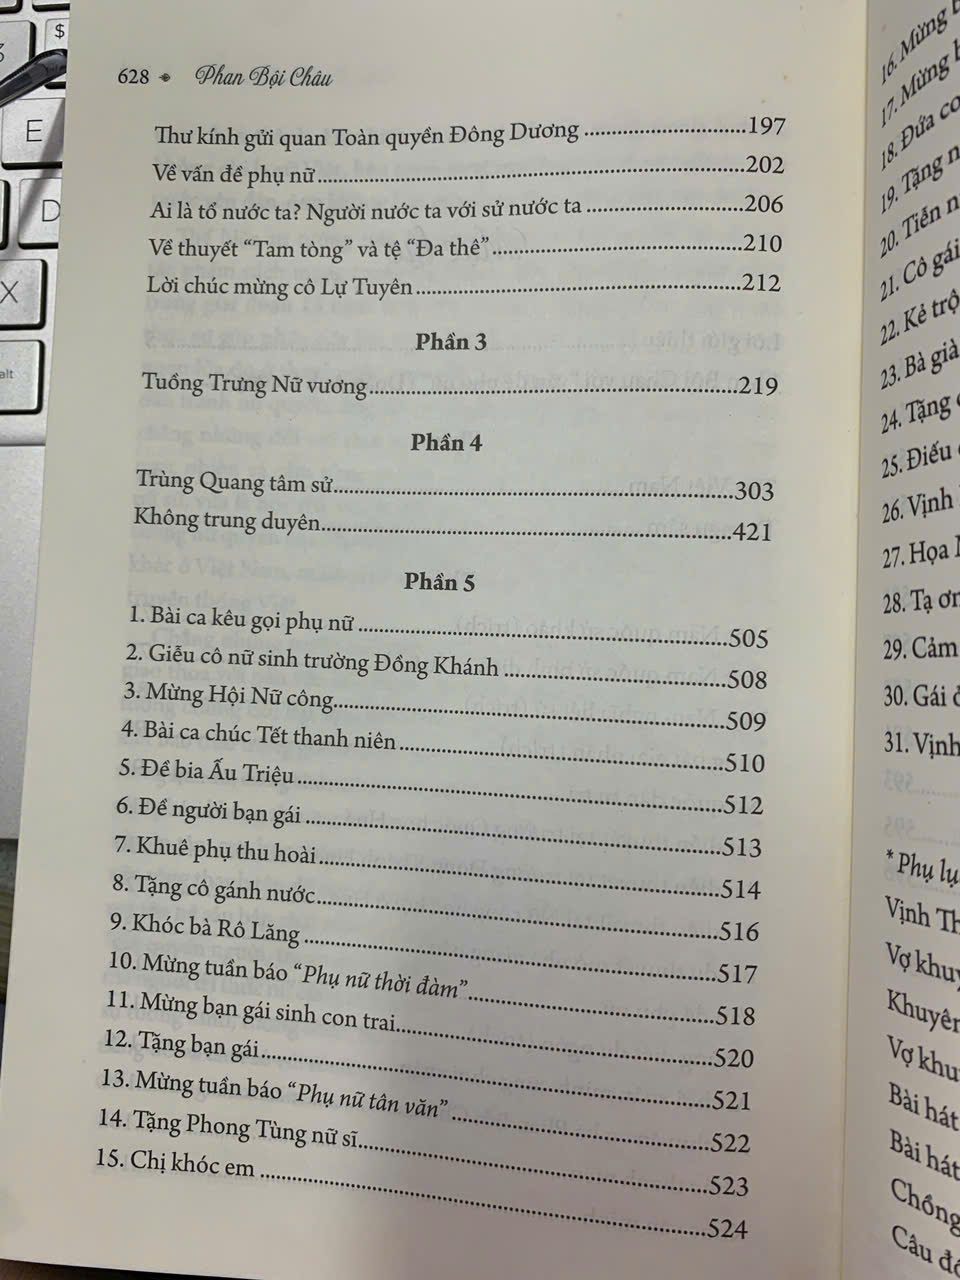 628 Phan Bội Châu
Thư kính gửi quan Toàn quyền Đông Dương ........................197
Về vấn đề phụ nữ ........................202
Ai là tổ nước ta? Người nước ta với sử nước ta ........................206
Về thuyết “Tam tòng” và tệ “Đa thê” ........................210
Lời chúc mừng cô Lự Tuyên ........................212
Phần 3
Tuồng Trưng Nữ vương ........................219
Phần 4
Trùng Quang tâm sử ........................303
Không trung duyên ........................421
Phần 5
1. Bài ca kêu gọi phụ nữ ........................505
2. Giễu cô nữ sinh trường Đồng Khánh ........................508
3. Mừng Hội Nữ công ........................509
4. Bài ca chúc Tết thanh niên ........................510
5. Đề bia Ấu Triệu ........................512
6. Để người bạn gái ........................513
7. Khuê phụ thu hoài ........................514
8. Tặng cô gánh nước ........................516
9. Khóc bà Rô Lăng ........................517
10. Mừng tuần báo “Phụ nữ thời đàm” ........................518
11. Mừng bạn gái sinh con trai ........................520
12. Tặng bạn gái ........................521
13. Mừng tuần báo “Phụ nữ tân văn” ........................522
14. Tặng Phong Tùng nữ sĩ ........................523
15. Chị khóc em ........................524
16. Mừng
17. Mừng
18. Đứa
19. Tặng
20. Tiễn
21. Cô gái
22. Kẻ
23. Bà già
24. Tặng
25. Điếu
26. Vịnh
27. Họa
28. Tạ ơn
29. Cảm
30. Gái
31. Vịnh
* Phụ
Vịnh
Vợ
Khuyên
Vợ
Bài hát
Bài hát
Chồng
Câu
$
E
D
X
alt